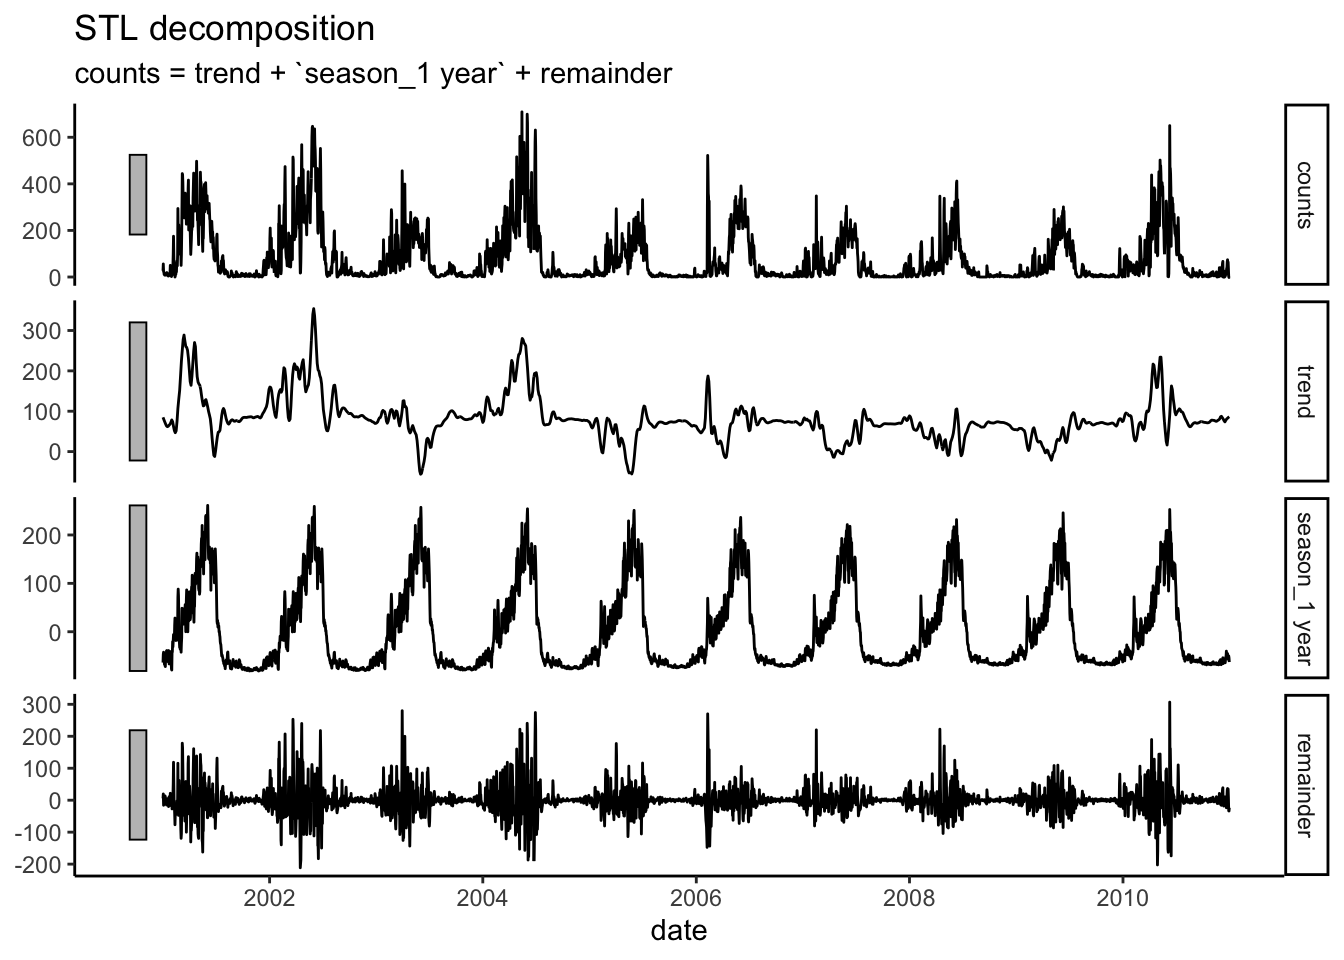 STL decomposition
counts = trend + `season_1 year` + remainder
600
400
200
0
counts
300
200
100
0
trend
200
100
0
season_1 year
300
200
100
0
-100
-200
remainder
2002 2004 2006 2008 2010
date